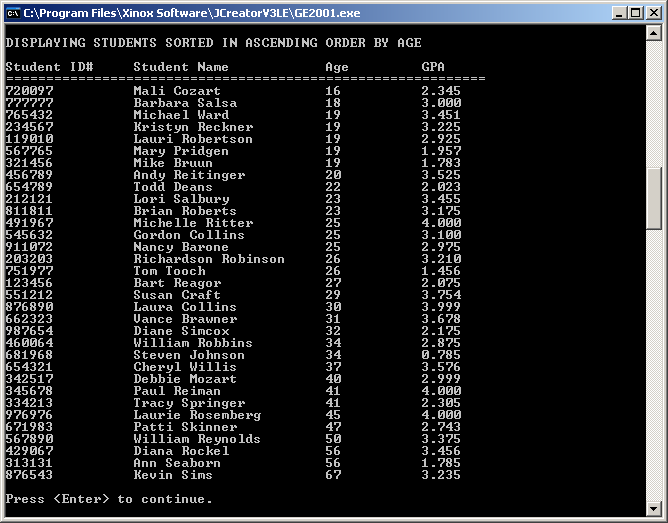 C:\Program Files\Xinox Software\JCreatorV3LE\GE2001.exe
DISPLAYING STUDENTS SORTED IN ASCENDING ORDER BY AGE
Student ID# Student Name Age GPA
============================================================
720097 Mali Cozart 16 2.345
777777 Barbara Salsa 18 3.000
765432 Michael Ward 19 3.451
234567 Kristyn Reckner 19 3.225
119010 Lauri Robertson 19 2.925
567765 Mary Pridgen 19 1.957
321456 Mike Bruun 19 1.783
456789 Andy Reitinger 20 3.525
654789 Todd Deans 22 2.023
212121 Lori Salbury 23 3.455
811811 Brian Roberts 23 3.175
491967 Michelle Ritter 25 4.000
545632 Gordon Collins 25 3.100
911072 Nancy Barone 25 2.975
203203 Richardson Robinson 26 3.210
751977 Tom Tooch 26 1.456
123456 Bart Reagor 27 2.075
551212 Susan Craft 29 3.754
876890 Laura Collins 30 3.999
662323 Vance Brawner 31 3.678
987654 Diane Simcox 32 2.175
460064 William Robbins 34 2.875
681968 Steven Johnson 34 0.785
654321 Cheryl Willis 37 3.576
342517 Debbie Mozart 40 2.999
345678 Paul Reiman 41 4.000
334213 Tracy Springer 41 2.305
976976 Laurie Rosemberg 45 4.000
671983 Patti Skinner 47 2.743
567890 William Reynolds 50 3.375
429067 Diana Rockel 56 3.456
313131 Ann Seaborn 56 1.785
876543 Kevin Sims 67 3.235
Press <Enter> to continue.